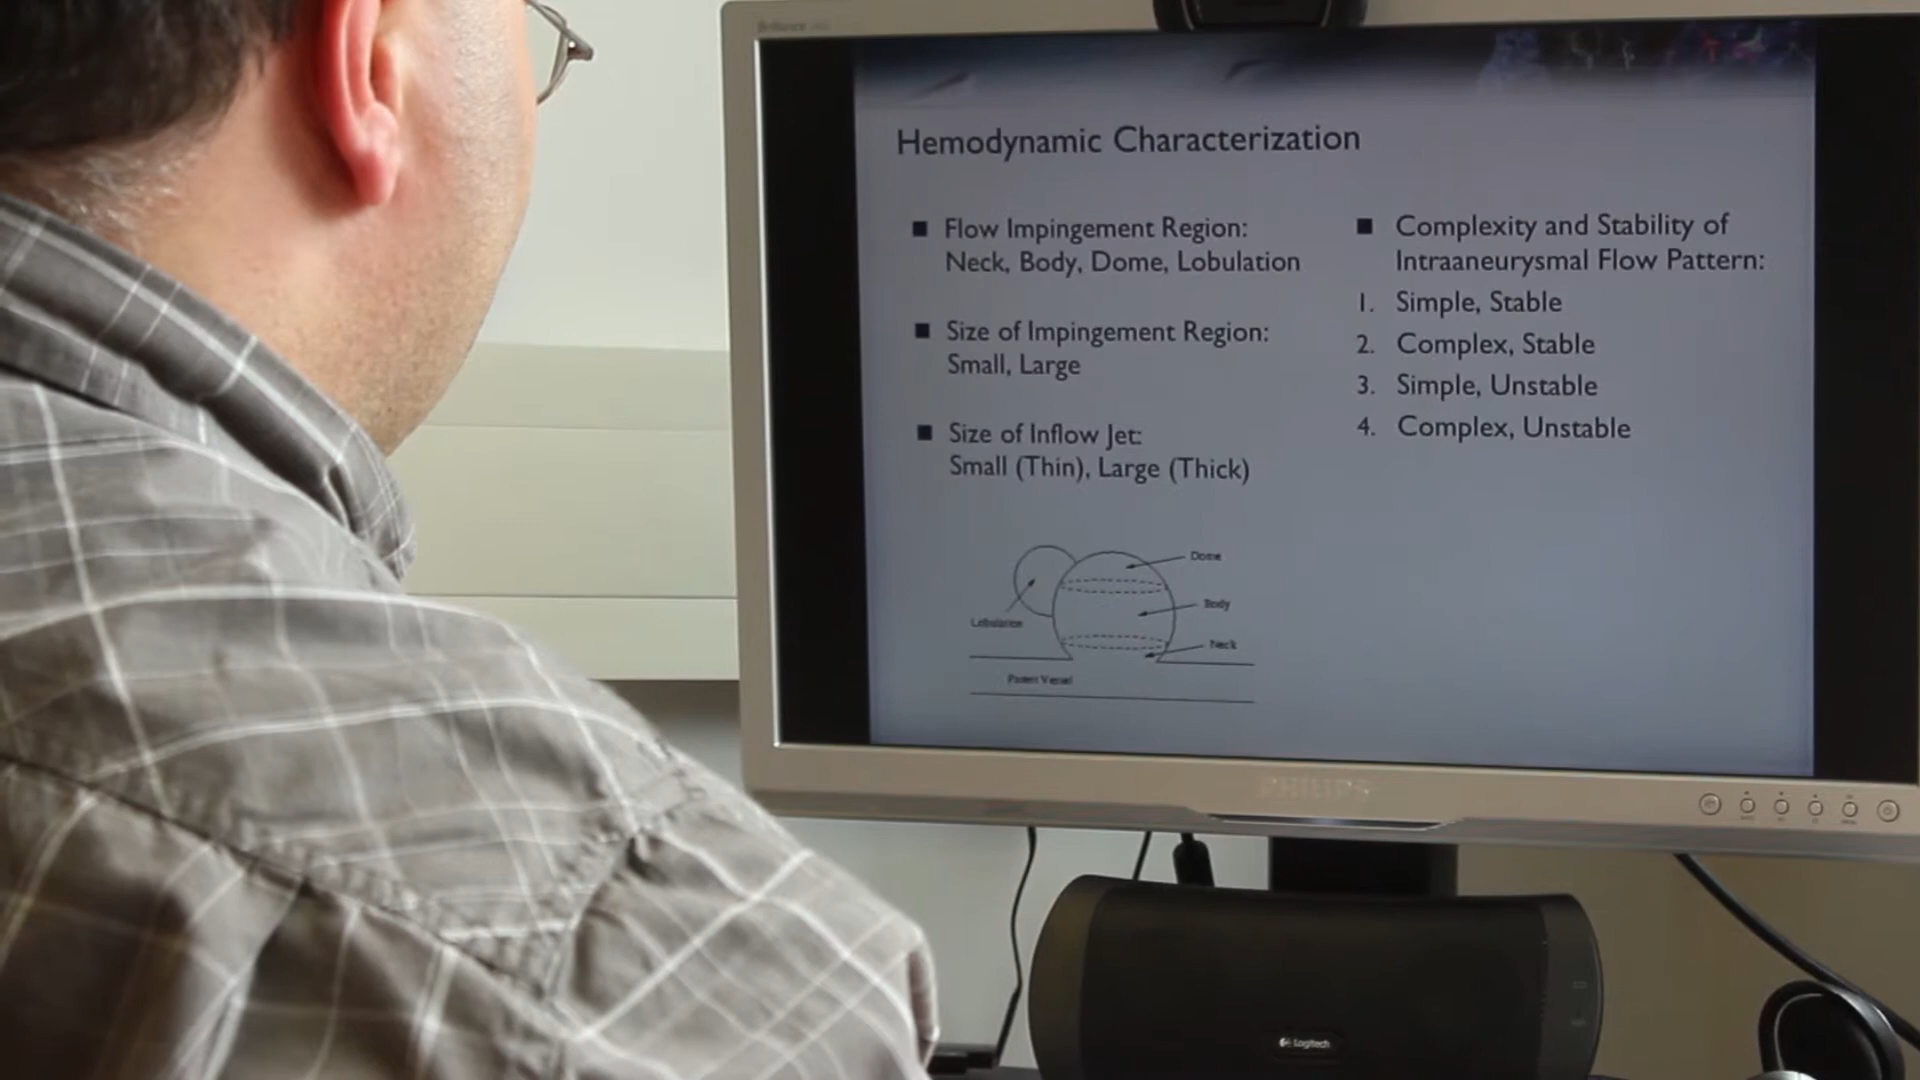 Brilliance
Hemodynamic Characterization
■ Flow Impingement Region:
Neck, Body, Dome, Lobulation
■ Size of Impingement Region:
Small, Large
■ Size of Inflow Jet:
Small (Thin), Large (Thick)
■ Complexity and Stability of
Intraaneurysmal Flow Pattern:
1. Simple, Stable
2. Complex, Stable
3. Simple, Unstable
4. Complex, Unstable
Dome
Body
Lobulation
Neck
Parent Vessel
PHILIPS
Logitech